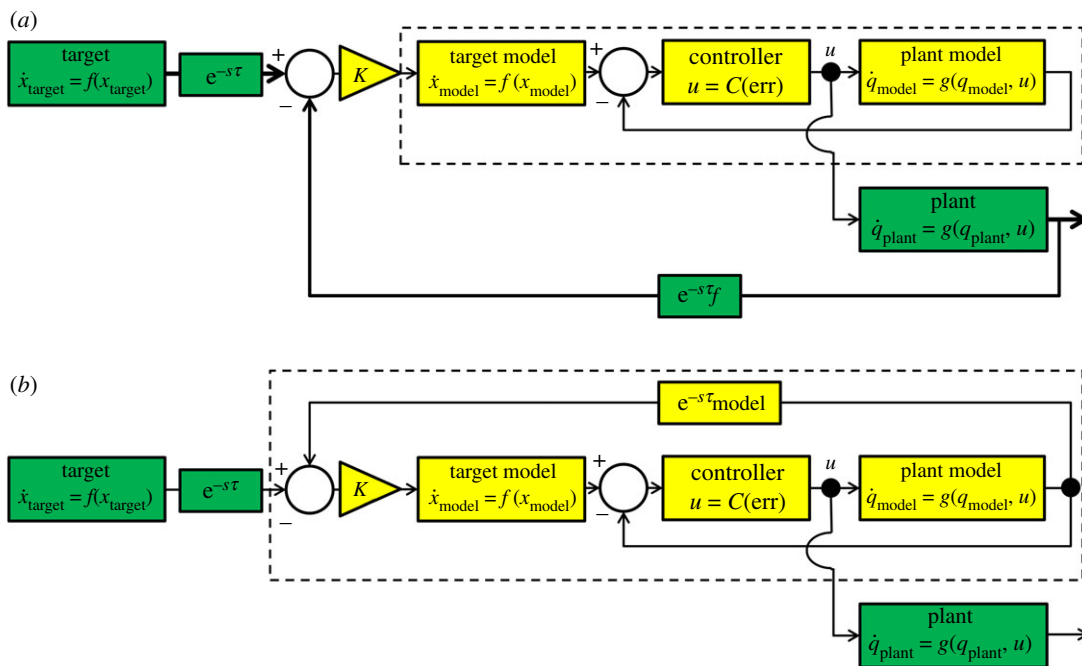 (a)
target
ẋtarget = f(xtarget)
e−sτ
+
−
K
target model
ẋmodel = f(xmodel)
+
−
controller
u = C(err)
u
plant model
q̇model = g(qmodel, u)
plant
q̇plant = g(qplant, u)
e−sτf
(b)
e−sτmodel
target
ẋtarget = f(xtarget)
e−sτ
+
−
K
target model
ẋmodel = f(xmodel)
+
−
controller
u = C(err)
u
plant model
q̇model = g(qmodel, u)
plant
q̇plant = g(qplant, u)